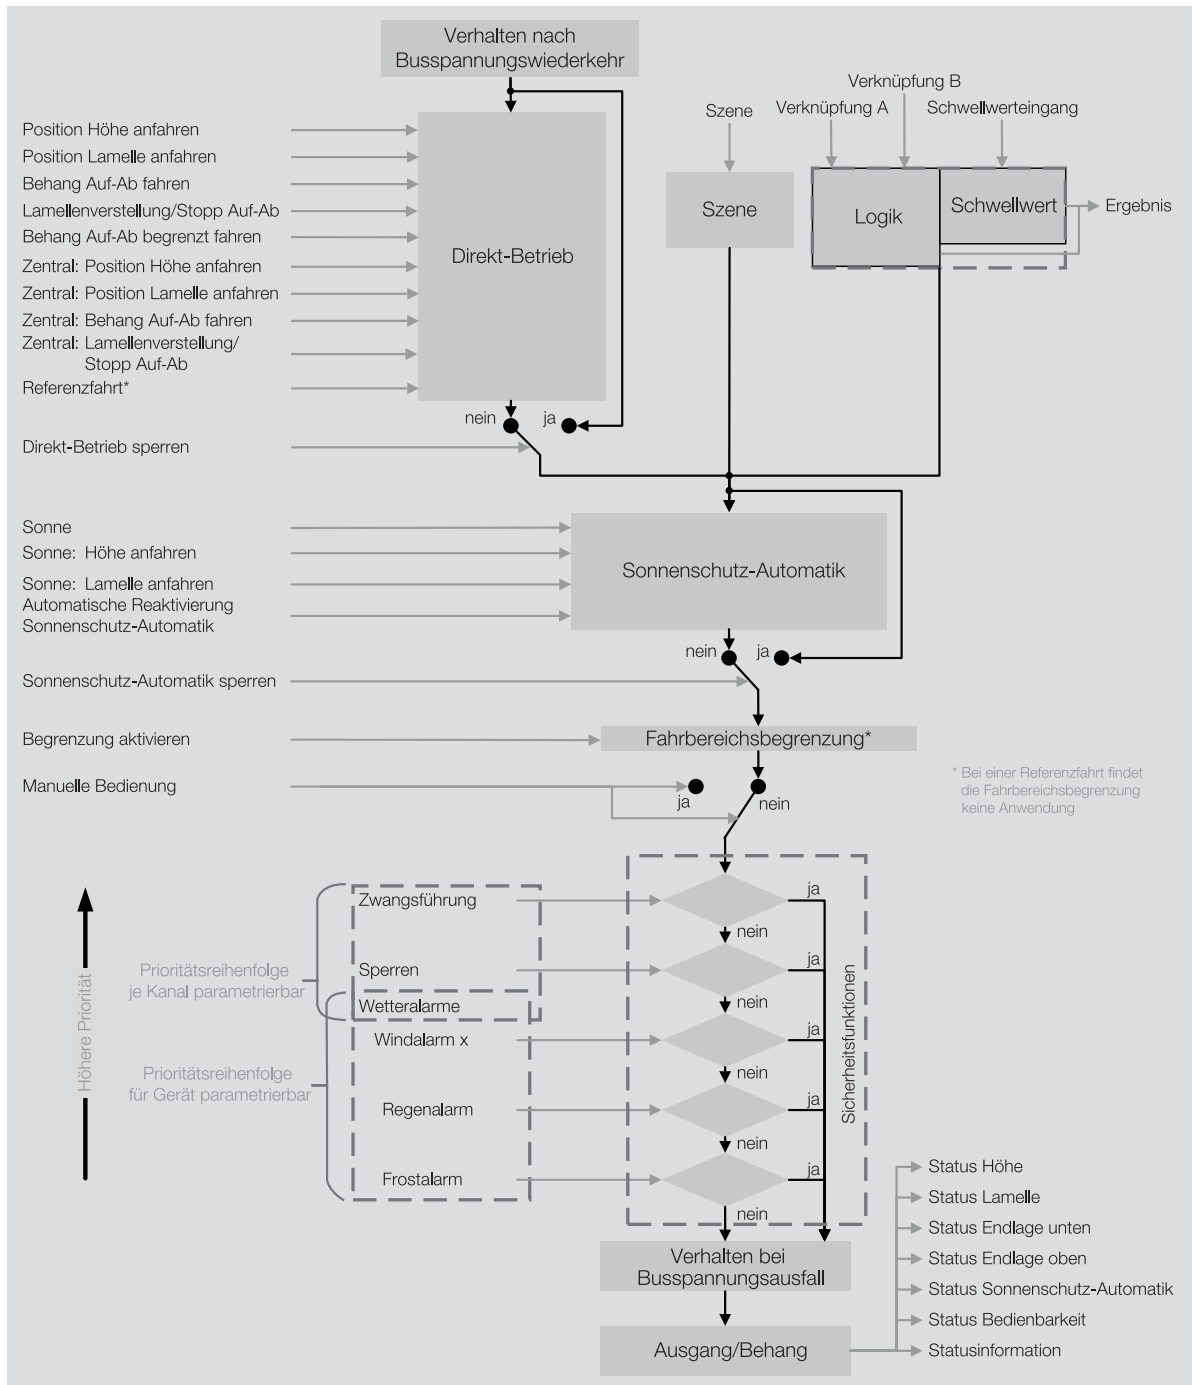 Verhalten nach
Busspannungswiederkehr
Verknüpfung B
Szene
Verknüpfung A
Schwellwerteingang
Position Höhe anfahren
Position Lamelle anfahren
Behang Auf-Ab fahren
Lamellenverstellung/Stopp Auf-Ab
Behang Auf-Ab begrenzt fahren
Zentral: Position Höhe anfahren
Zentral: Position Lamelle anfahren
Zentral: Behang Auf-Ab fahren
Zentral: Lamellenverstellung/
Stopp Auf-Ab
Referenzfahrt*
Direkt-Betrieb
Szene
Logik
Schwellwert
Ergebnis
nein
ja
Direkt-Betrieb sperren
Sonne
Sonne: Höhe anfahren
Sonne: Lamelle anfahren
Automatische Reaktivierung
Sonnenschutz-Automatik
Sonnenschutz-Automatik
nein
ja
Sonnenschutz-Automatik sperren
Begrenzung aktivieren
Fahrbereichsbegrenzung*
Manuelle Bedienung
ja
nein
* Bei einer Referenzfahrt findet
die Fahrbereichsbegrenzung
keine Anwendung
Höhere Priorität
Prioritätsreihenfolge
je Kanal parametrierbar
Prioritätsreihenfolge
für Gerät parametrierbar
Zwangsführung
ja
nein
Sperren
ja
nein
Wetteralarme
Windalarm x
ja
nein
Regenalarm
ja
nein
Frostalarm
ja
nein
Sicherheitsfunktionen
Verhalten bei
Busspannungsausfall
Ausgang/Behang
Status Höhe
Status Lamelle
Status Endlage unten
Status Endlage oben
Status Sonnenschutz-Automatik
Status Bedienbarkeit
Statusinformation